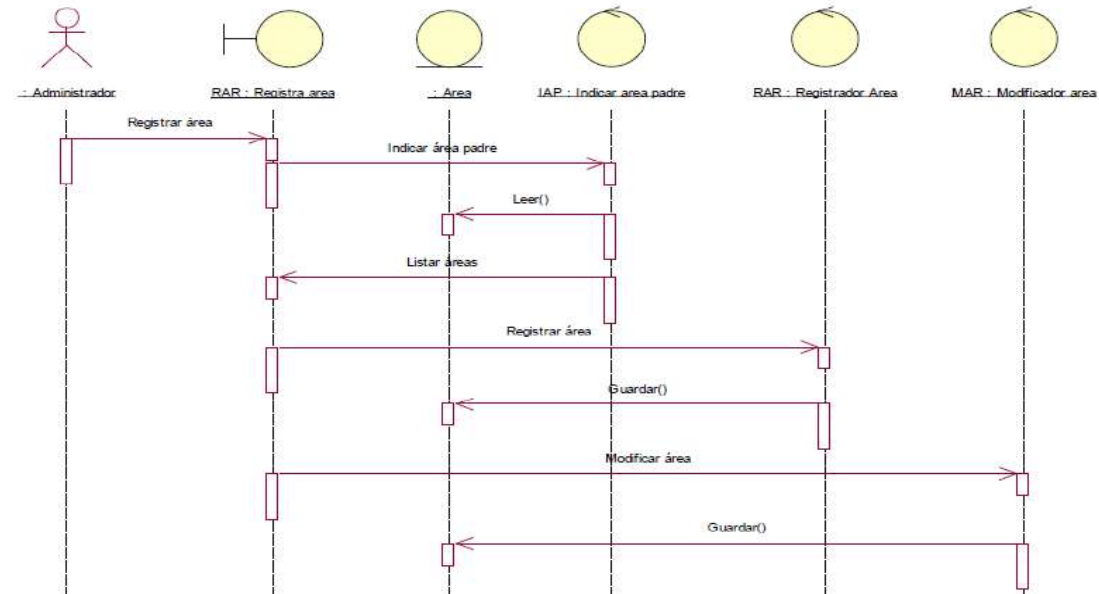 : Administrador
RAR : Registra area
: Area
IAP : Indicar area padre
RAR : Registrador Area
MAR : Modificador area
Registrar área
Indicar área padre
Leer()
Listar áreas
Registrar área
Guardar()
Modificar área
Guardar()